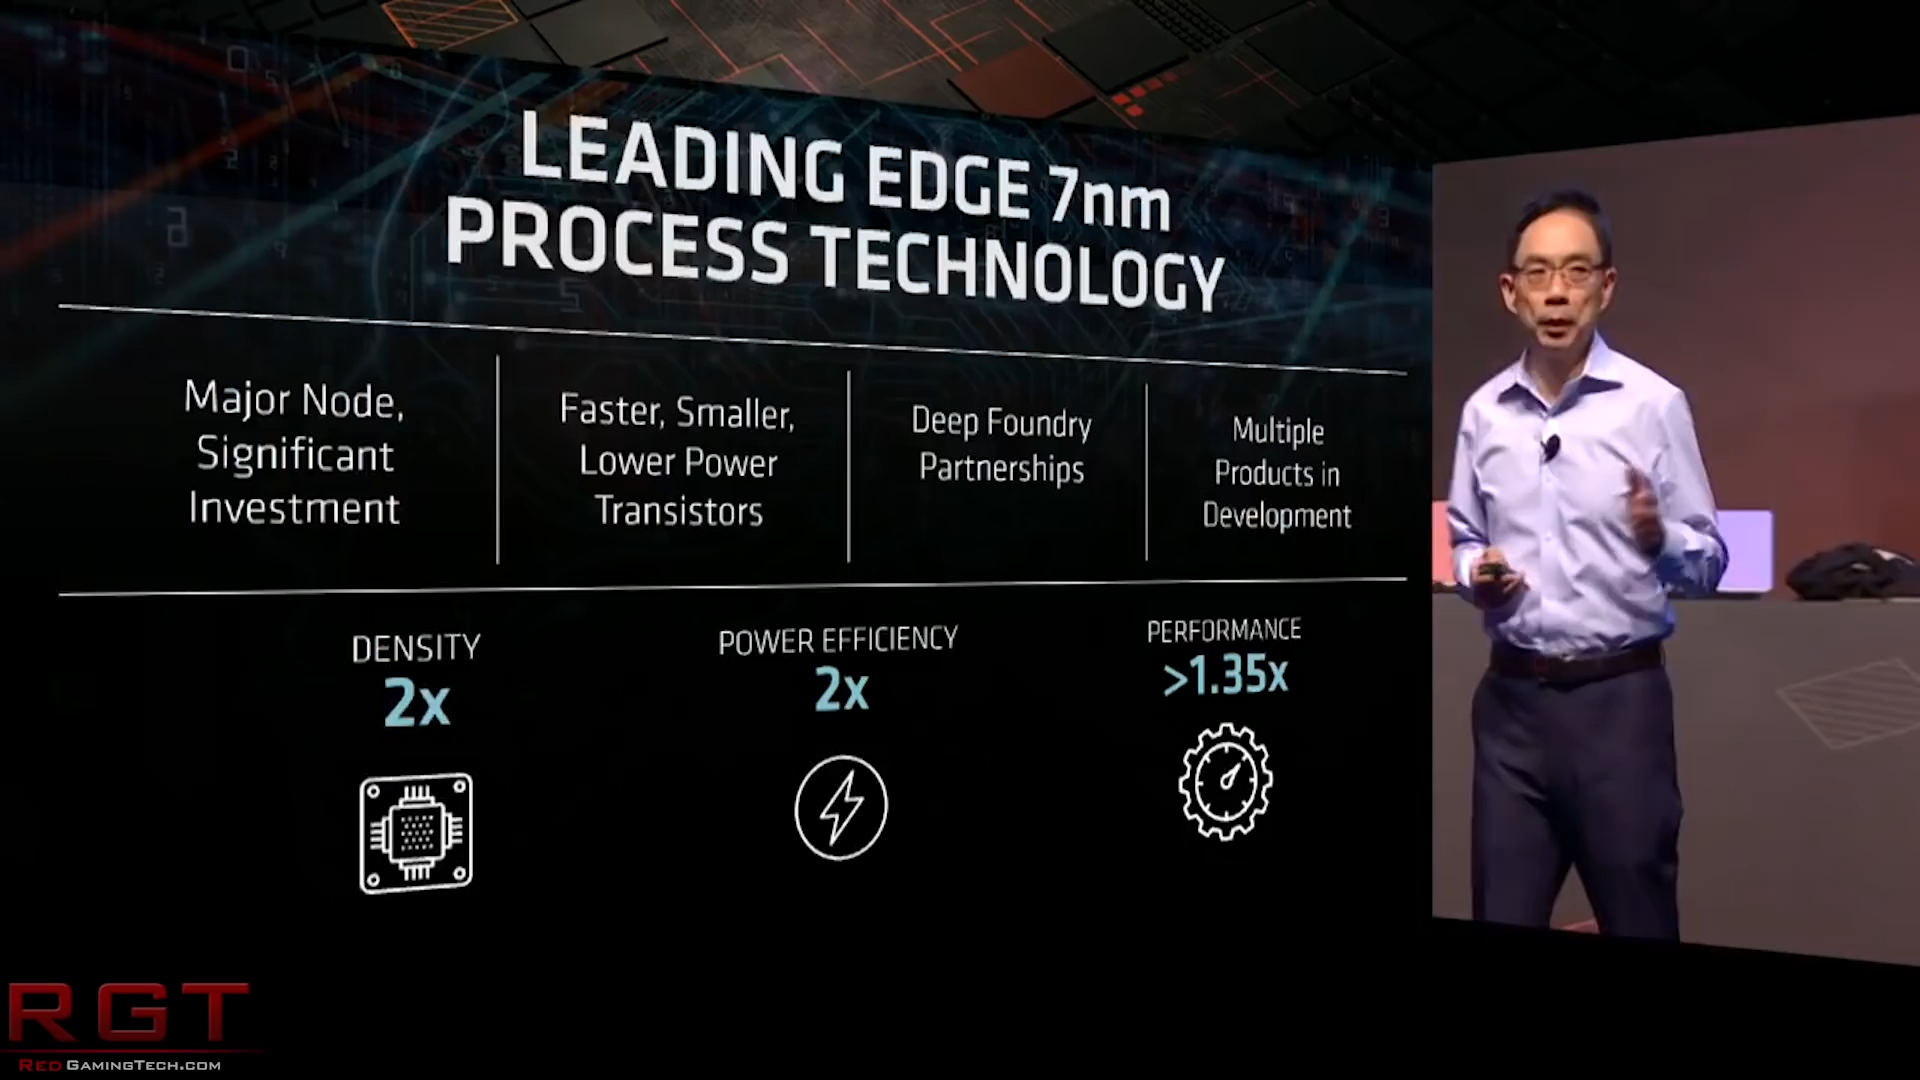 LEADING EDGE 7nm
PROCESS TECHNOLOGY
Major Node,
Significant
Investment
Faster, Smaller,
Lower Power
Transistors
Deep Foundry
Partnerships
Multiple
Products in
Development
DENSITY
2x
POWER EFFICIENCY
2x
PERFORMANCE
>1.35x
RGT
REDGAMINGTECH.COM